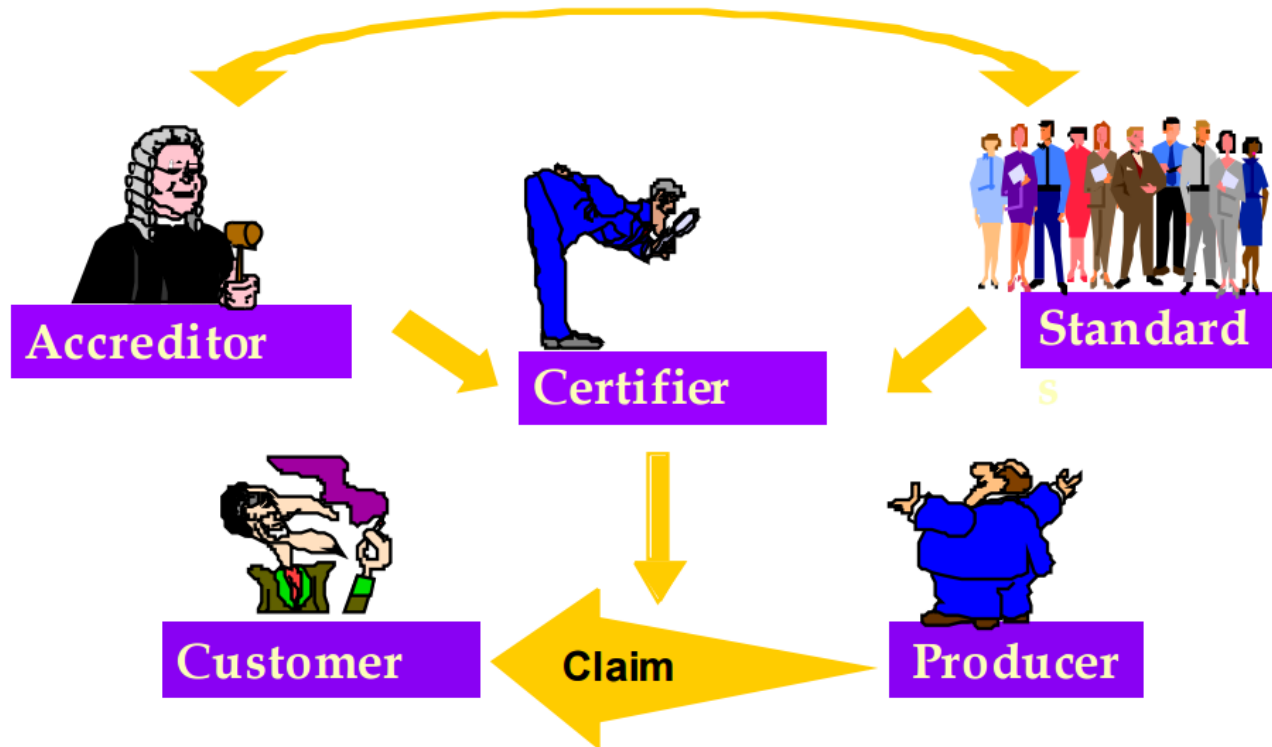 Accreditor
Standard
s
Certifier
Customer
Claim
Producer